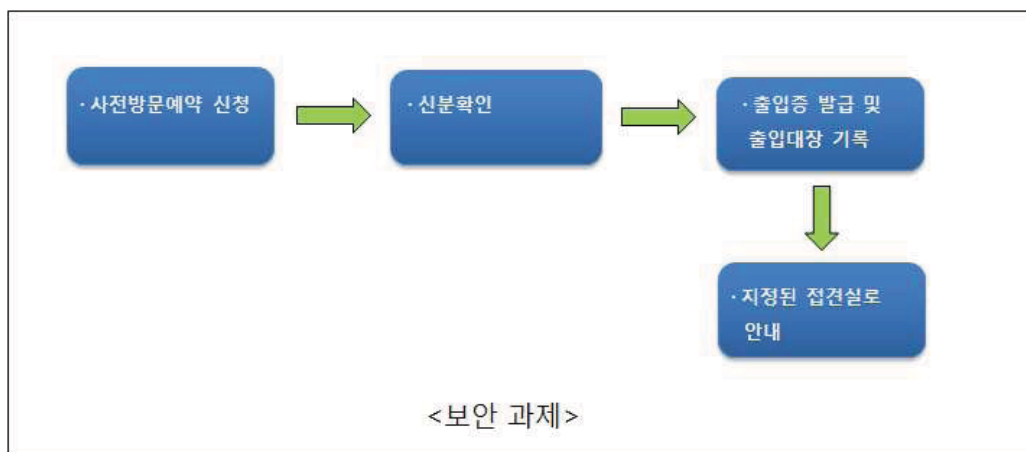 · 사전방문예약 신청
· 신분확인
· 출입증 발급 및
출입대장 기록
· 지정된 접견실로
안내
<보안 과제>